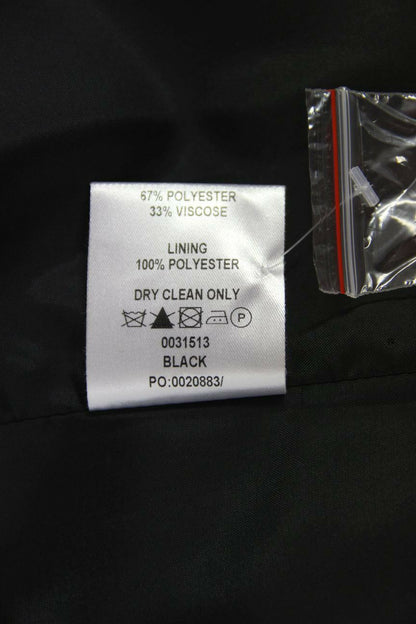 67% POLYESTER
33% VISCOSE
LINING
100% POLYESTER
DRY CLEAN ONLY
P
0031513
BLACK
PO:0020883/